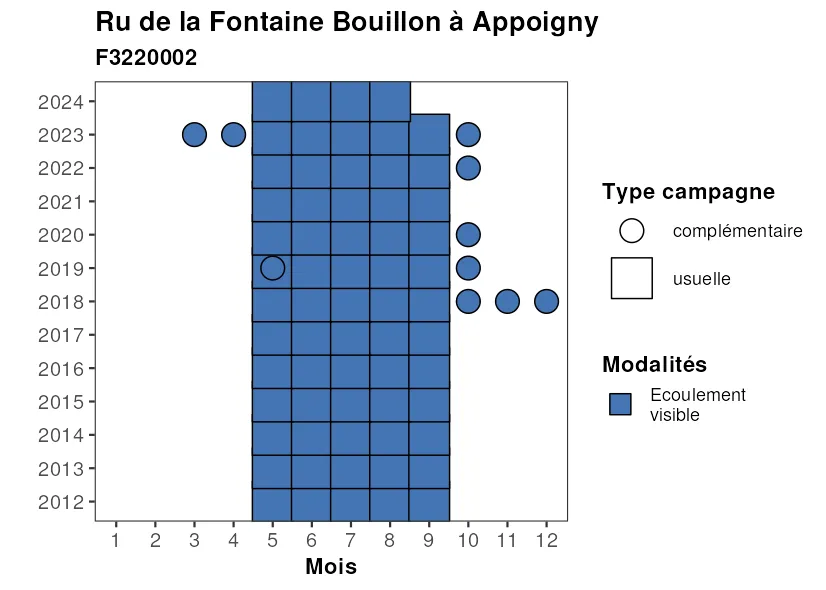 Ru de la Fontaine Bouillon à Appoigny
F3220002
2024
2023
2022
2021
2020
2019
2018
2017
2016
2015
2014
2013
2012
1 2 3 4 5 6 7 8 9 10 11 12
Mois
Type campagne
complémentaire
usuelle
Modalités
Ecoulement
visible